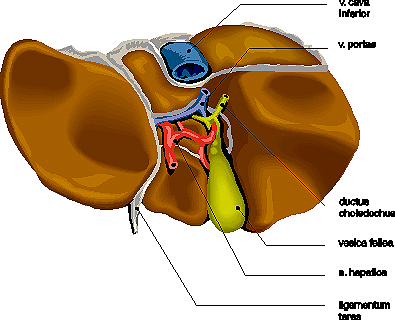 v. cava
inferior
v. portae
ductus
choledochus
vesica fellea
a. hepatica
ligamentum
teres